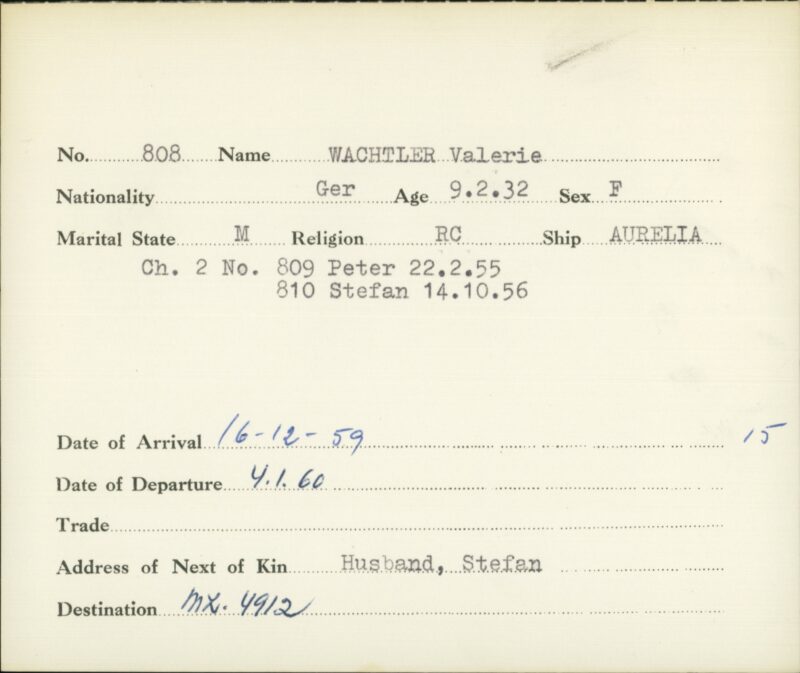 No. 808 Name WACHTLER Valerie
Nationality Ger Age 9.2.32 Sex F
Marital State M Religion RC Ship AURELIA
Ch. 2 No. 809 Peter 22.2.55
810 Stefan 14.10.56
Date of Arrival 16-12-59 15
Date of Departure 4.1.60
Trade
Address of Next of Kin Husband, Stefan
Destination 4912